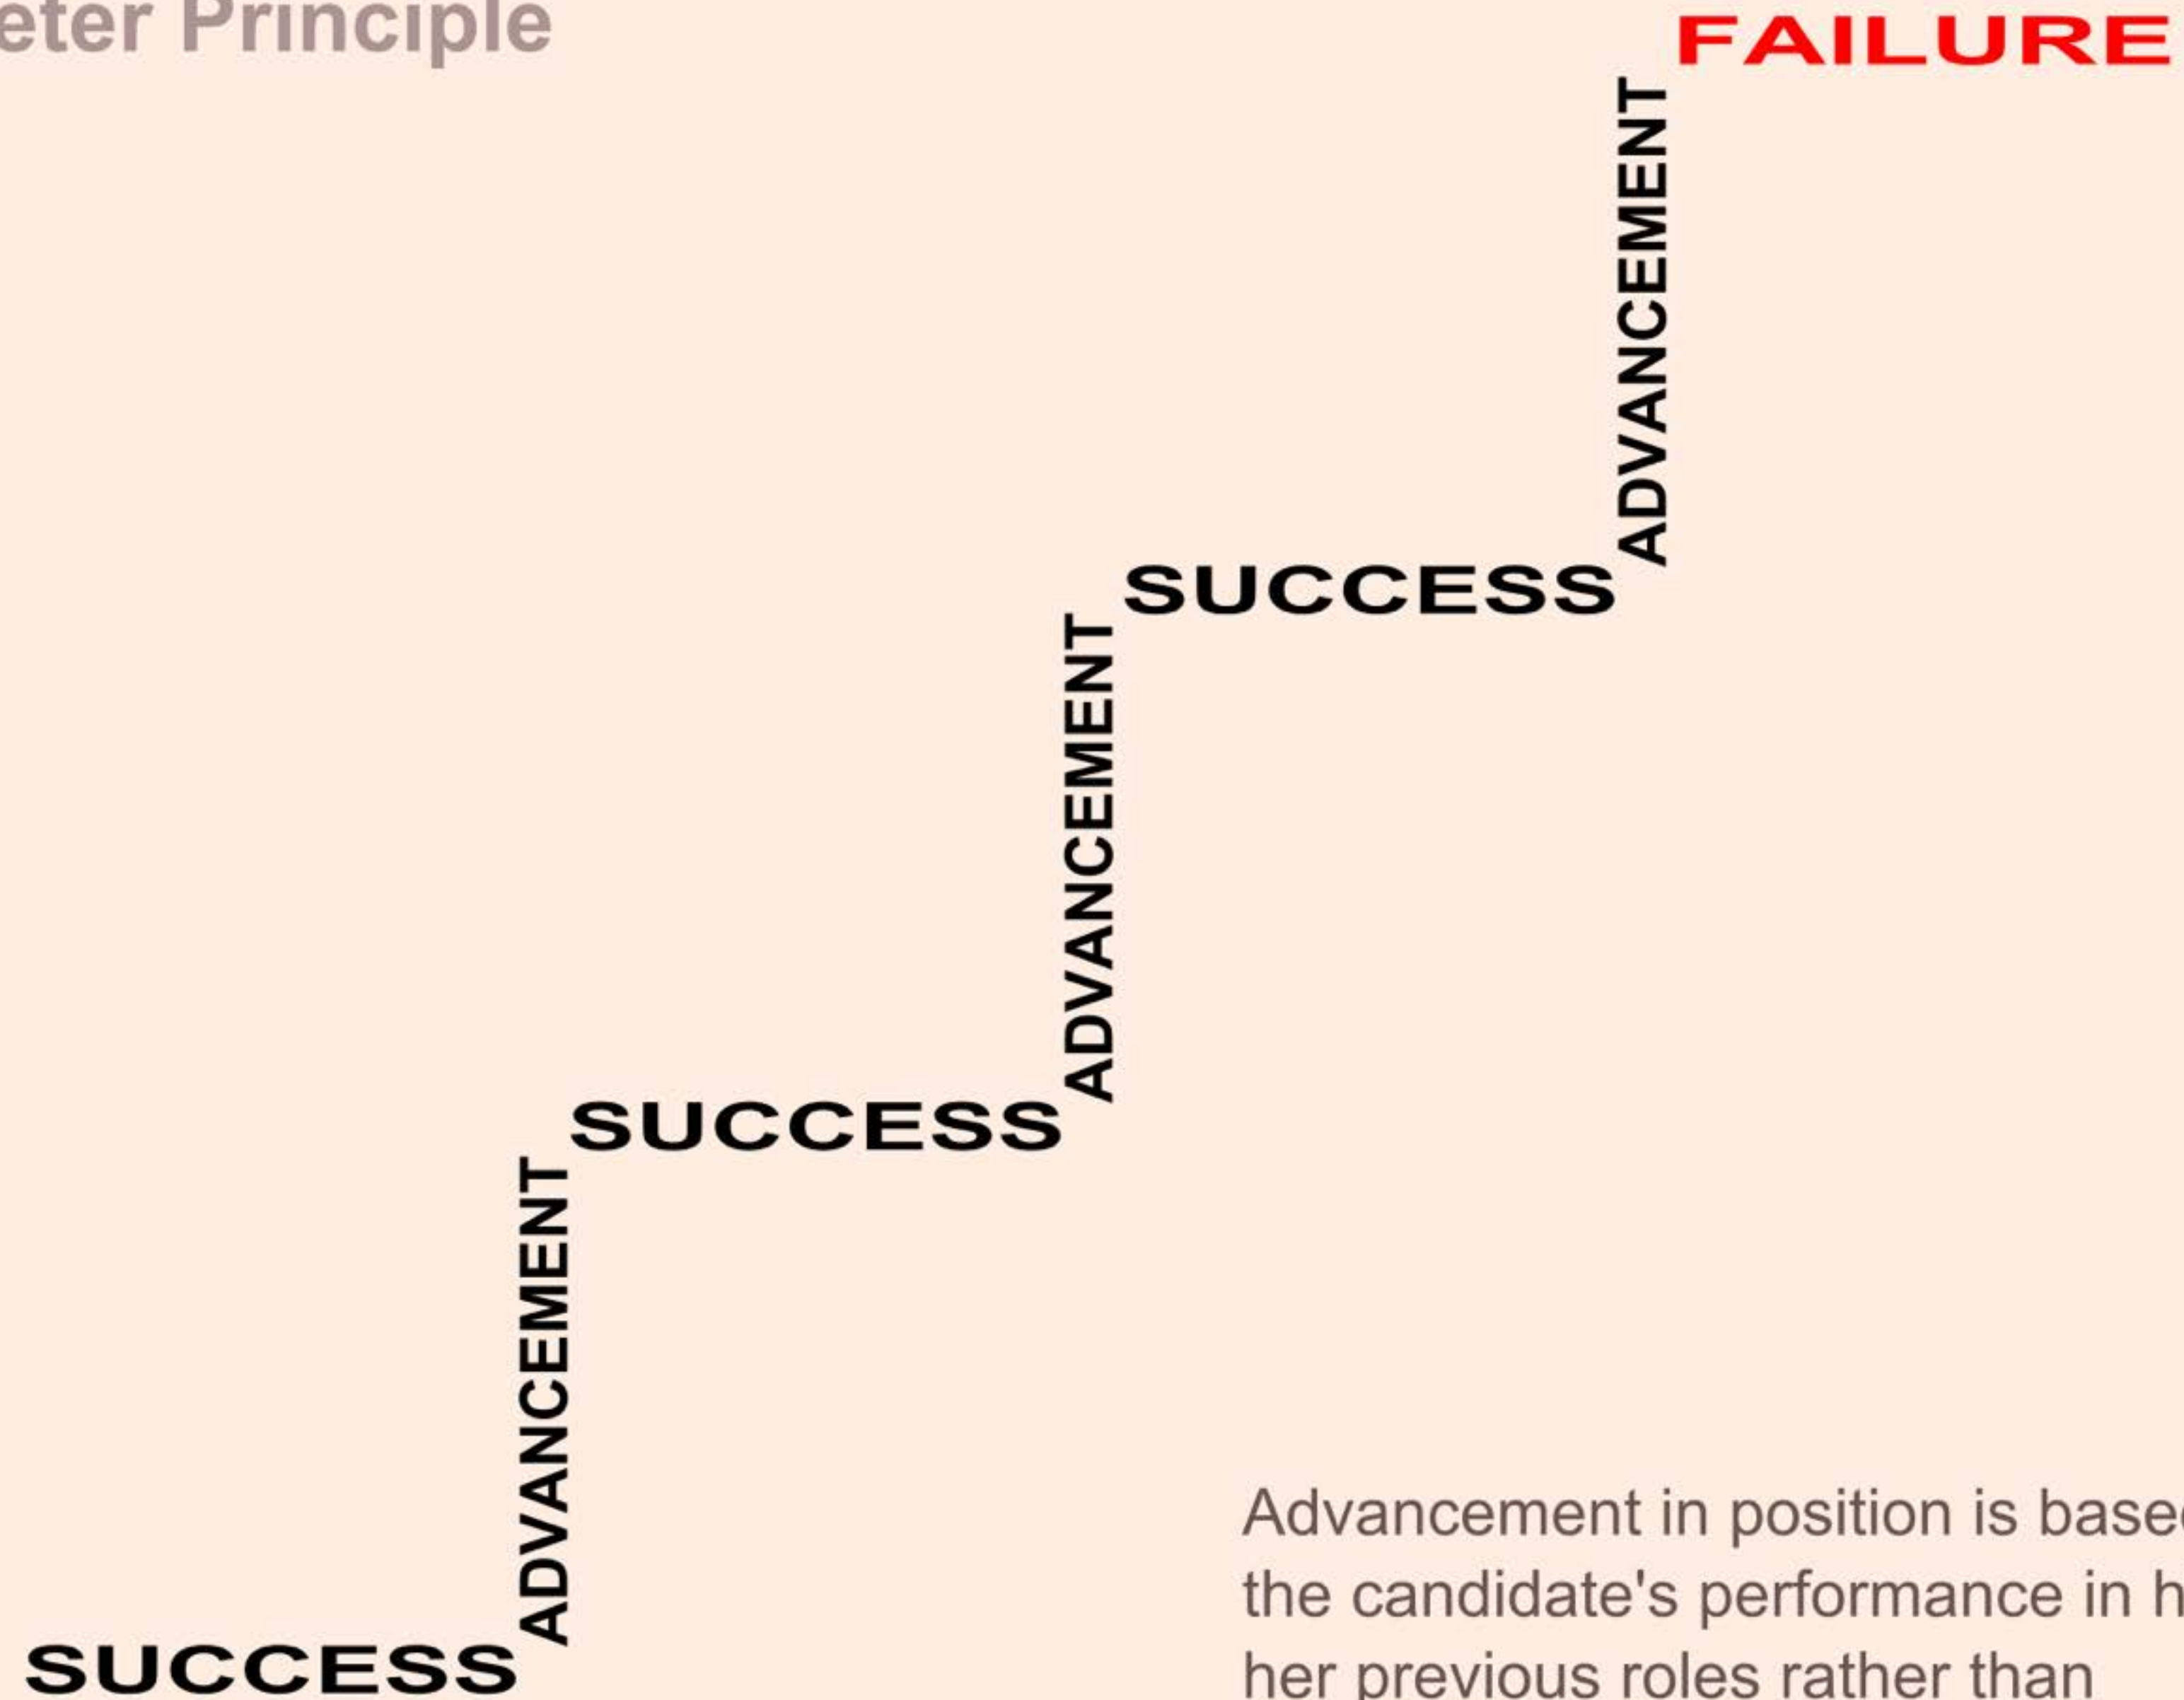 eter Principle
FAILURE
ADVANCEMENT
SUCCESS
ADVANCEMENT
SUCCESS
ADVANCEMENT
SUCCESS
Advancement in position is based
the candidate's performance in h
her previous roles rather than